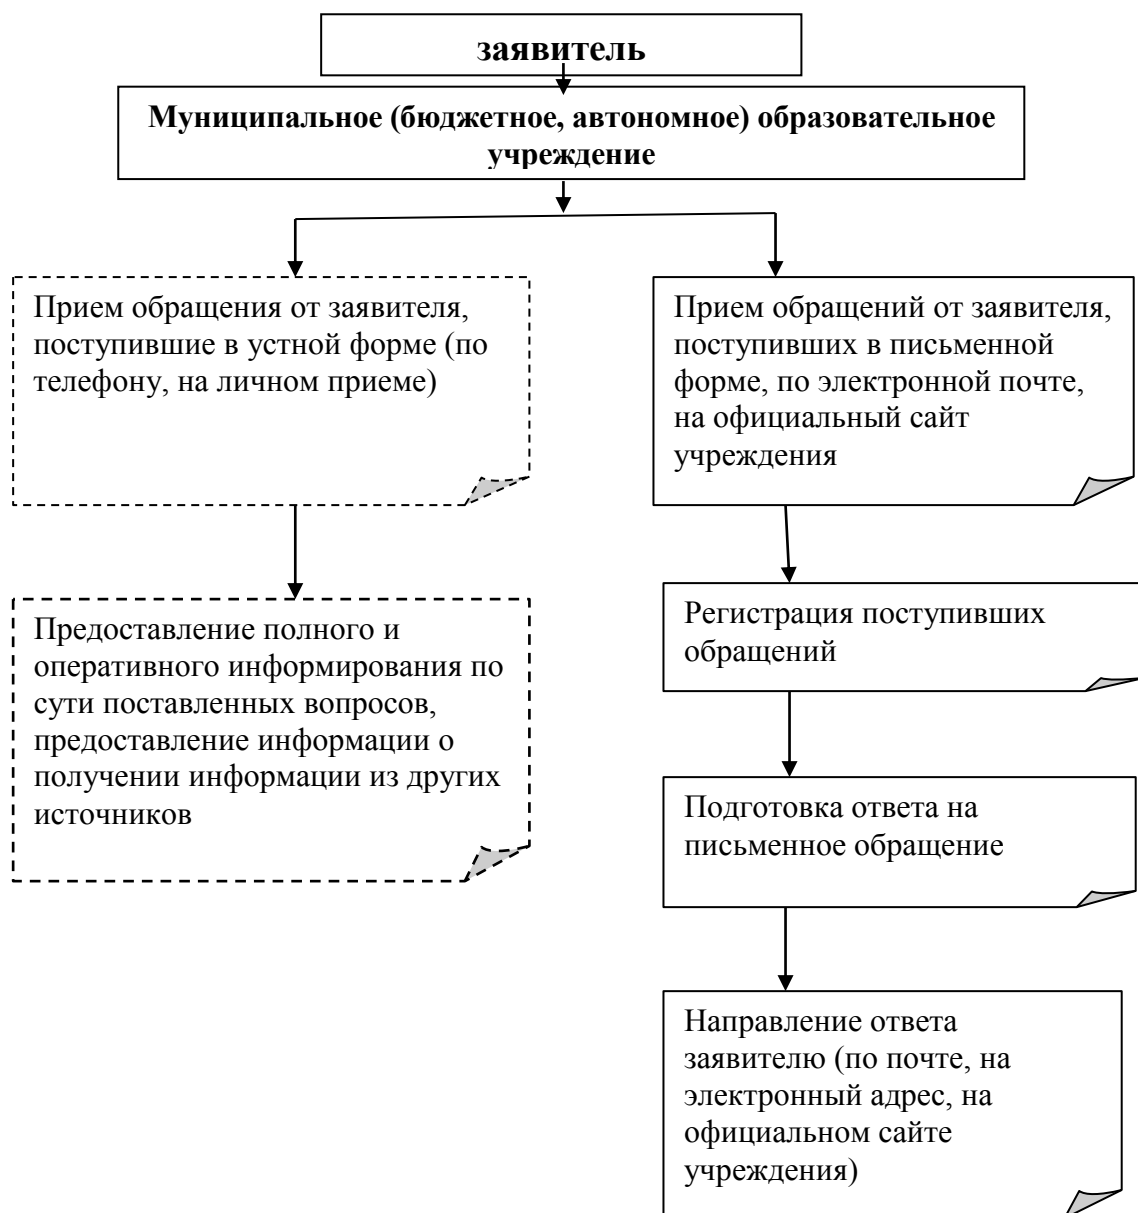 заявитель
Муниципальное (бюджетное, автономное) образовательное
учреждение
Прием обращения от заявителя,
поступившие в устной форме (по
телефону, на личном приеме)
Прием обращений от заявителя,
поступивших в письменной
форме, по электронной почте,
на официальный сайт
учреждения
Предоставление полного и
оперативного информирования по
сути поставленных вопросов,
предоставление информации о
получении информации из других
источников
Регистрация поступивших
обращений
Подготовка ответа на
письменное обращение
Направление ответа
заявителю (по почте, на
электронный адрес, на
официальном сайте
учреждения)